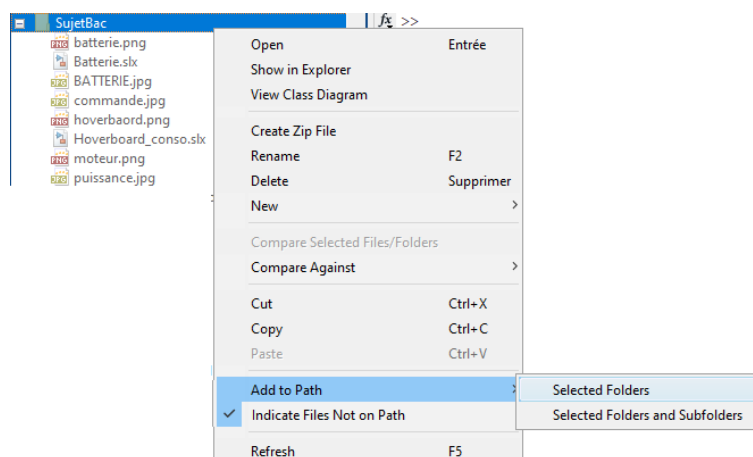 SujetBac
fx >>
batterie.png
Batterie.slx
BATTERIE.jpg
commande.jpg
hoverbaord.png
Hoverboard_conso.slx
moteur.png
puissance.jpg
Open Entrée
Show in Explorer
View Class Diagram
Create Zip File
Rename F2
Delete Supprimer
New
Compare Selected Files/Folders
Compare Against
Cut Ctrl+X
Copy Ctrl+C
Paste Ctrl+V
Add to Path
Indicate Files Not on Path
Refresh F5
Selected Folders
Selected Folders and Subfolders